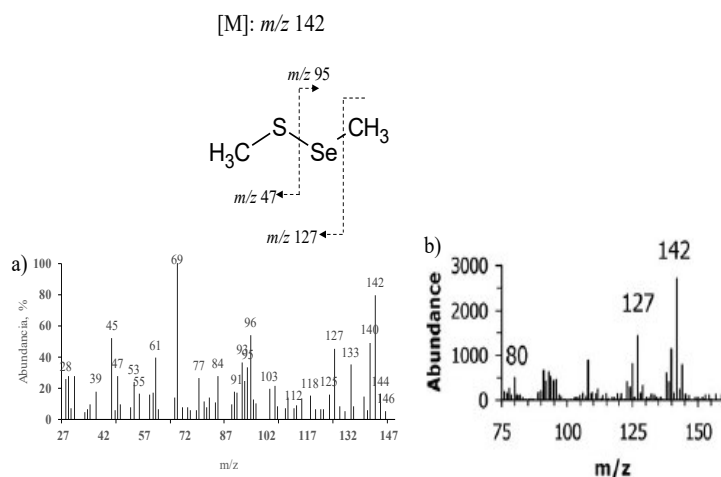 [M]: m/z 142
m/z 95
S
CH₃
H₃C
Se
m/z 47
m/z 127
a)
Abundancia, %
100
80
60
40
20
0
28
39
45
47
53
55
61
69
77
84
91
93
95
96
103
112
118
125
127
133
140
142
144
146
27 42 57 72 87 102 117 132 147
m/z
b)
Abundance
3000
2000
1000
0
80
127
142
75 100 125 150
m/z